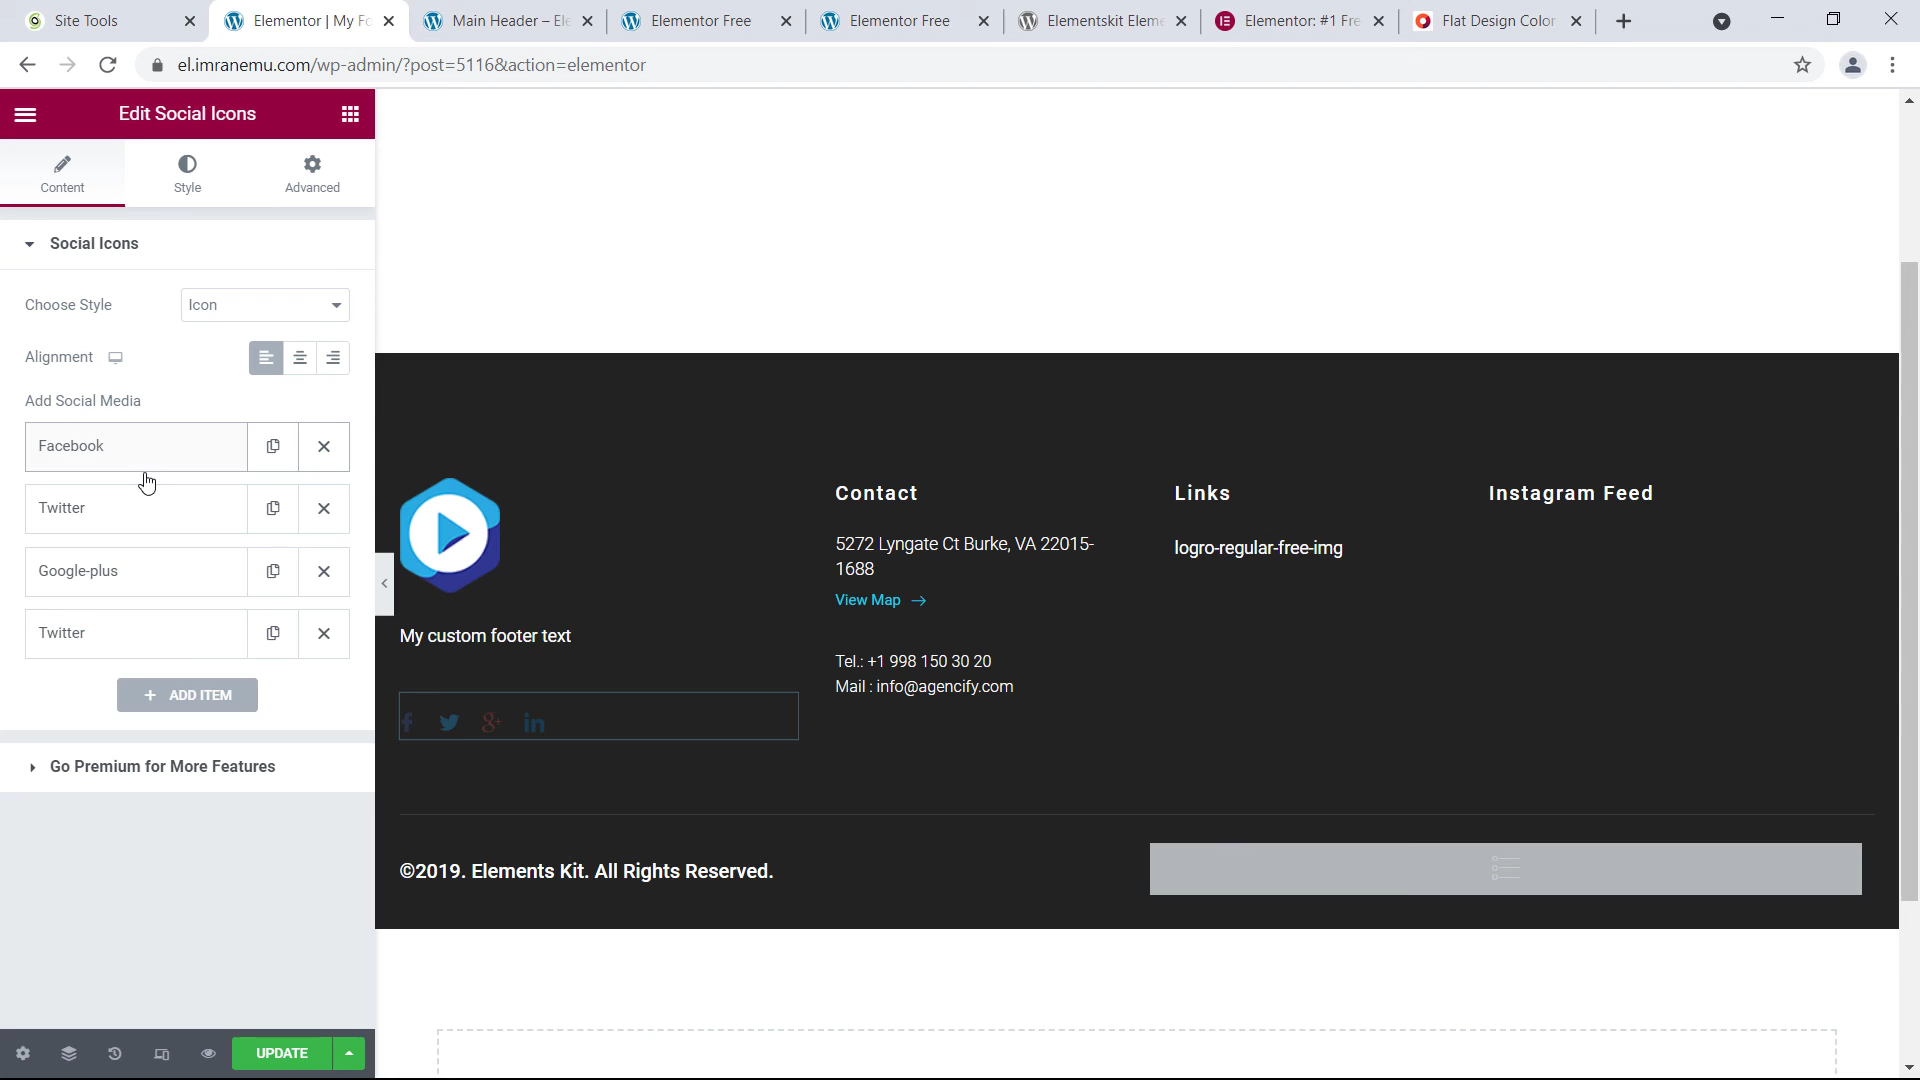 Site Tools
Elementor | My Fo
Main Header – Ele
Elementor Free
Elementor Free
Elementskit Eleme
Elementor: #1 Fre
Flat Design Color
el.imranemu.com/wp-admin/?post=5116&action=elementor
Edit Social Icons
Content
Style
Advanced
Social Icons
Choose Style
Icon
Alignment
Add Social Media
Facebook
Twitter
Google-plus
Twitter
ADD ITEM
Go Premium for More Features
UPDATE
My custom footer text
Contact
5272 Lyngate Ct Burke, VA 22015-
1688
View Map
Tel.: +1 998 150 30 20
Mail : info@agencify.com
Links
logro-regular-free-img
Instagram Feed
©2019. Elements Kit. All Rights Reserved.